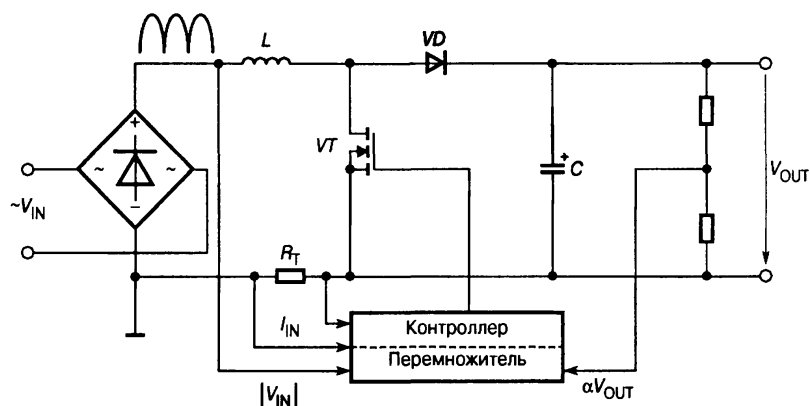 L
VD
+
~
~
−
~V_IN
VT
+
C
V_OUT
R_T
I_IN
Контроллер
Перемножитель
|V_IN|
αV_OUT